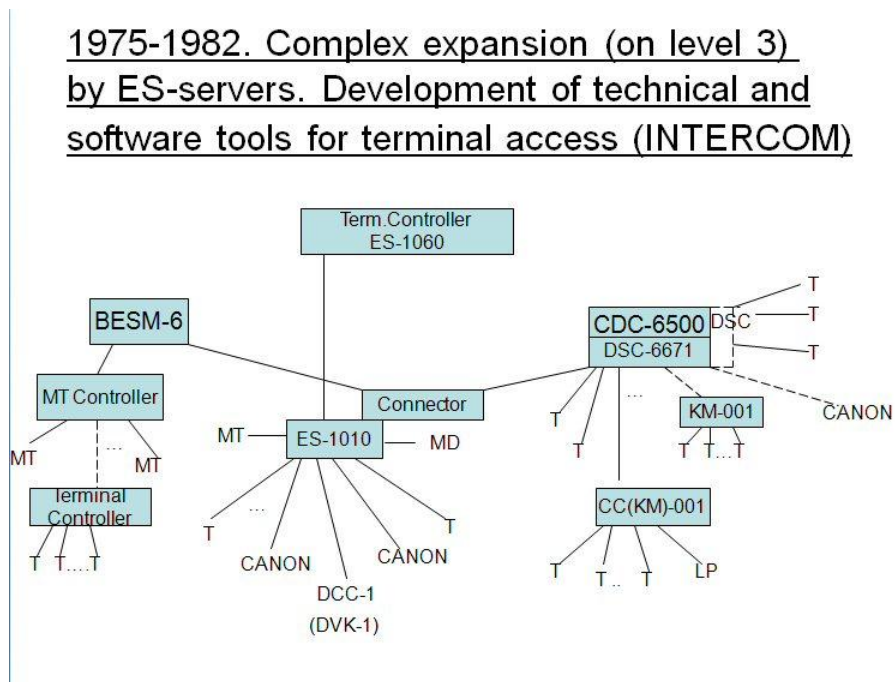 1975-1982. Complex expansion (on level 3)
by ES-servers. Development of technical and
software tools for terminal access (INTERCOM)
Term.Controller
ES-1060
BESM-6
CDC-6500
DSC
DSC-6671
T
T
T
MT Controller
Connector
KM-001
CANON
MT
...
MT
MT
ES-1010
MD
T
T
...
T
T...T
Terminal
Controller
T
T....T
T
...
CANON
DCC-1
(DVK-1)
CANON
T
CC(KM)-001
T
T ..
T
LP